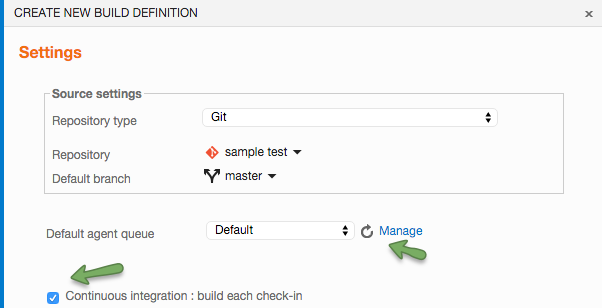 CREATE NEW BUILD DEFINITION
Settings
Source settings
Repository type Git
Repository sample test
Default branch master
Default agent queue Default Manage
Continuous integration : build each check-in